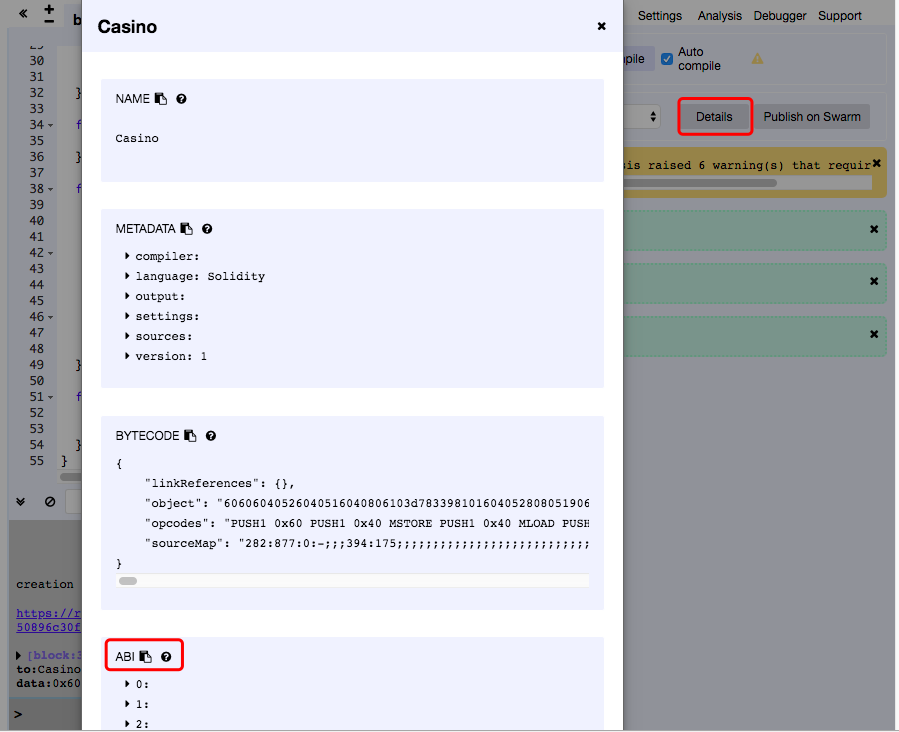 Casino
NAME
Casino
METADATA
compiler:
language: Solidity
output:
settings:
sources:
version: 1
BYTECODE
{
"linkReferences": {},
"object": "60606040526040516040806103d783398101604052808051906
"opcodes": "PUSH1 0x60 PUSH1 0x40 MSTORE PUSH1 0x40 MLOAD PUSH
"sourceMap": "282:877:0:-;;;394:175;;;;;;;;;;;;;;;;;;;;;;;;;;;
}
ABI
0:
1:
2:
Settings Analysis Debugger Support
pile Auto compile
Details Publish on Swarm
sis raised 6 warning(s) that requir
b
29
30
31
32 }
33
34 f
35
36 }
37
38 f
39
40
41
42
43
44
45
46
47
48
49 }
50
51 f
52
53
54 }
55 }
creation
https://r
50896c30f
[block:3
to:Casino
data:0x60
>